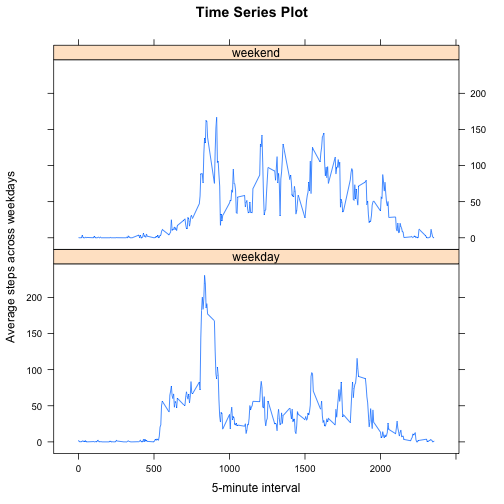 Time Series Plot
weekend
200
150
100
50
0
weekday
200
150
100
50
0
0 500 1000 1500 2000
5-minute interval
Average steps across weekdays